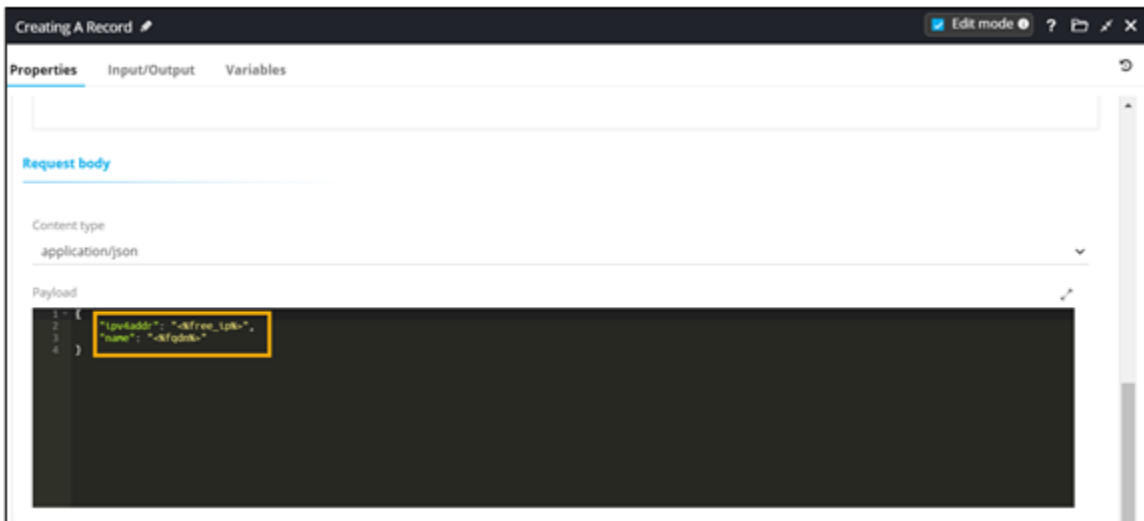 Creating A Record
Edit mode
Properties Input/Output Variables
Request body
Content type
application/json
Payload
1 {
2 "ipv4addr": "<%free_ip%>",
3 "name": "<%fqdn%>"
4 }